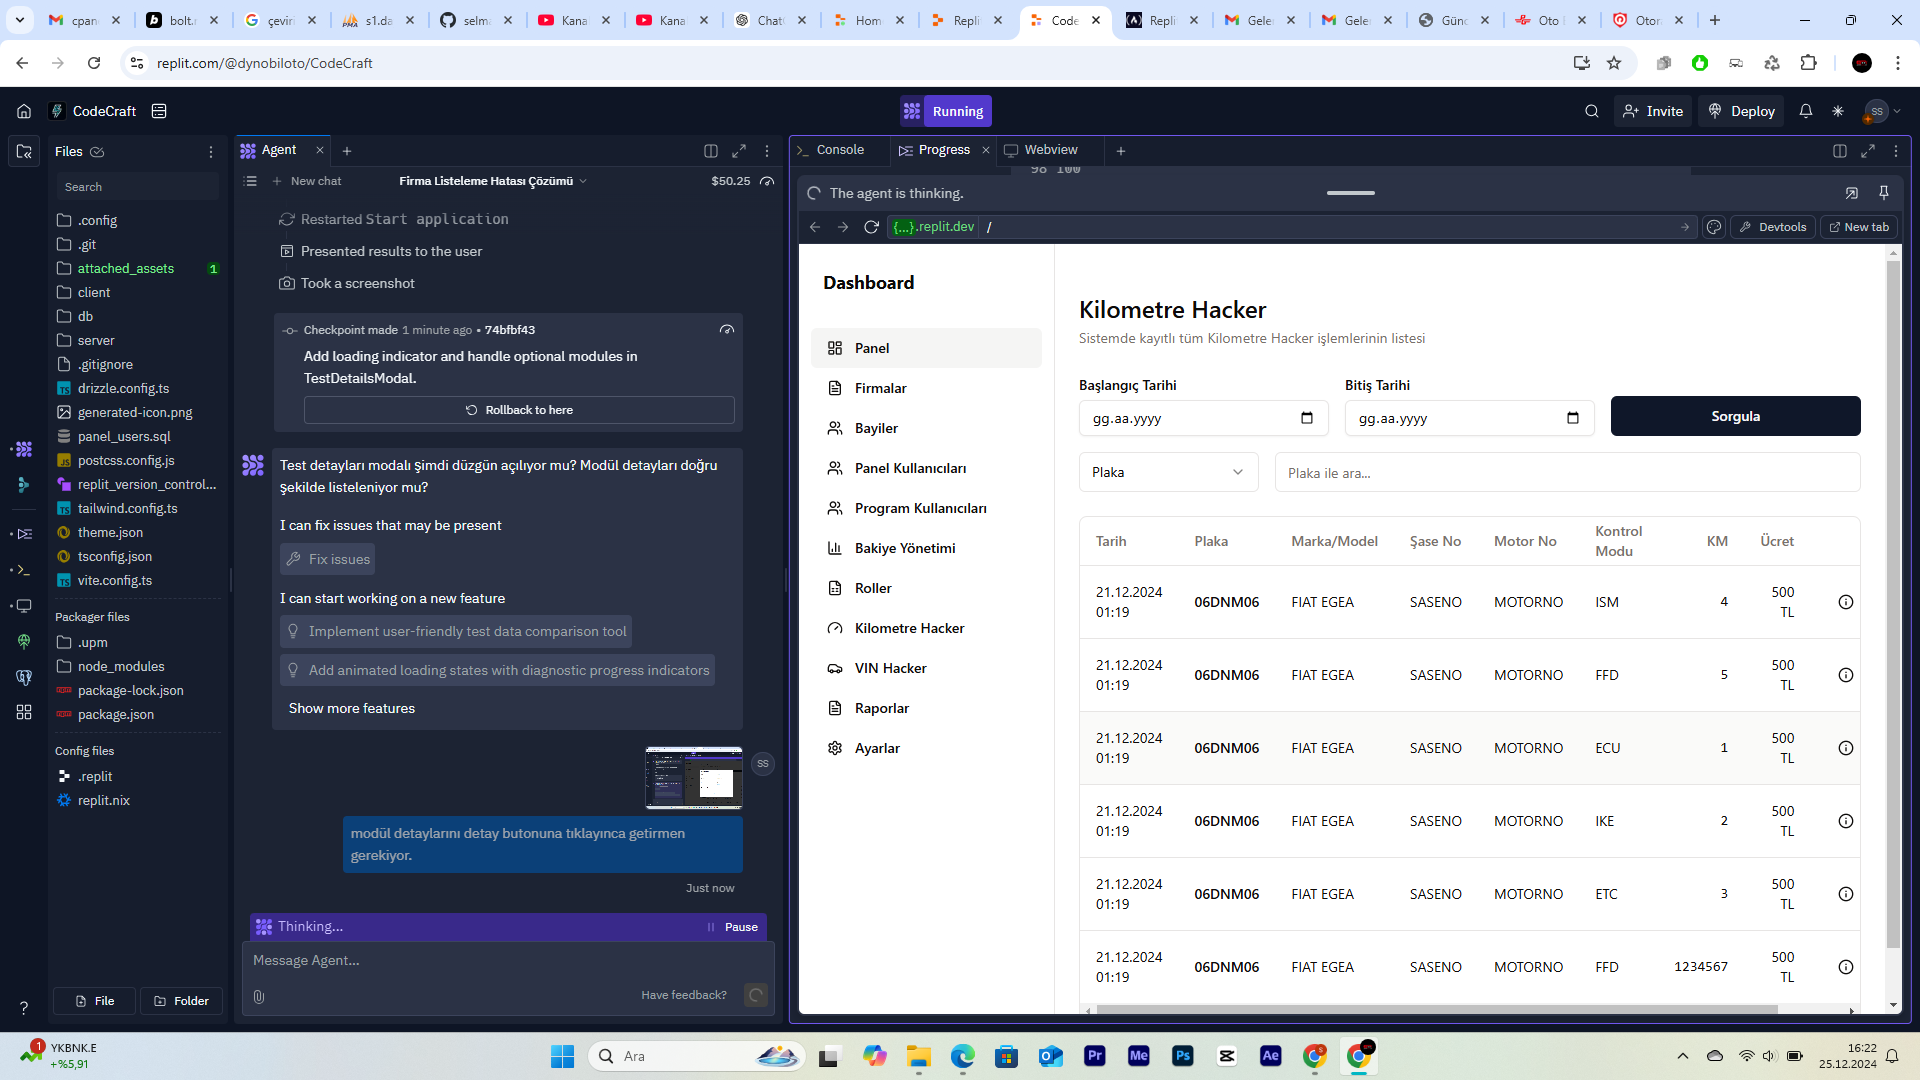 cpan
bolt.
çeviri
s1.da
selm
Kana
Kana
Chat
Hom
Repli
Code
Repli
Gele
Gele
Günc
Oto
Otor
replit.com/@dynobiloto/CodeCraft
CodeCraft
Running
Invite
Deploy
SS
Files
Search
.config
.git
attached_assets
1
client
db
server
.gitignore
drizzle.config.ts
generated-icon.png
panel_users.sql
postcss.config.js
replit_version_control...
tailwind.config.ts
theme.json
tsconfig.json
vite.config.ts
Packager files
.upm
node_modules
package-lock.json
package.json
Config files
.replit
replit.nix
File
Folder
Agent
New chat
Firma Listeleme Hatası Çözümü
$50.25
Restarted Start application
Presented results to the user
Took a screenshot
Checkpoint made 1 minute ago • 74bfbf43
Add loading indicator and handle optional modules in
TestDetailsModal.
Rollback to here
Test detayları modalı şimdi düzgün açılıyor mu? Modül detayları doğru
şekilde listeleniyor mu?
I can fix issues that may be present
Fix issues
I can start working on a new feature
Implement user-friendly test data comparison tool
Add animated loading states with diagnostic progress indicators
Show more features
SS
modül detaylarını detay butonuna tıklayınca getirmen
gerekiyor.
Just now
Thinking...
Pause
Message Agent...
Have feedback?
Console
Progress
Webview
98 100
The agent is thinking.
{...}.replit.dev
/
Devtools
New tab
Dashboard
Panel
Firmalar
Bayiler
Panel Kullanıcıları
Program Kullanıcıları
Bakiye Yönetimi
Roller
Kilometre Hacker
VIN Hacker
Raporlar
Ayarlar
Kilometre Hacker
Sistemde kayıtlı tüm Kilometre Hacker işlemlerinin listesi
Başlangıç Tarihi
Bitiş Tarihi
gg.aa.yyyy
gg.aa.yyyy
Sorgula
Plaka
Plaka ile ara...
Tarih Plaka Marka/Model Şase No Motor No Kontrol Modu KM Ücret
21.12.2024 01:19 06DNM06 FIAT EGEA SASENO MOTORNO ISM 4 500 TL
21.12.2024 01:19 06DNM06 FIAT EGEA SASENO MOTORNO FFD 5 500 TL
21.12.2024 01:19 06DNM06 FIAT EGEA SASENO MOTORNO ECU 1 500 TL
21.12.2024 01:19 06DNM06 FIAT EGEA SASENO MOTORNO IKE 2 500 TL
21.12.2024 01:19 06DNM06 FIAT EGEA SASENO MOTORNO ETC 3 500 TL
21.12.2024 01:19 06DNM06 FIAT EGEA SASENO MOTORNO FFD 1234567 500 TL
1
YKBNK.E
+%5,91
Ara
Pr
Me
Ps
Ae
16:22
25.12.2024